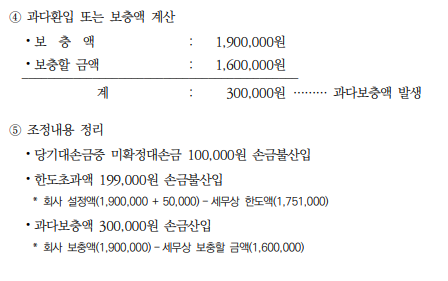 ④ 과다환입 또는 보충액 계산
• 보 충 액 : 1,900,000원
• 보충할 금액 : 1,600,000원
계 : 300,000원 ⋯⋯⋯ 과다보충액 발생
⑤ 조정내용 정리
• 당기대손금중 미확정대손금 100,000원 손금불산입
• 한도초과액 199,000원 손금불산입
* 회사 설정액(1,900,000 + 50,000) - 세무상 한도액(1,751,000)
• 과다보충액 300,000원 손금산입
* 회사 보충액(1,900,000) - 세무상 보충할 금액(1,600,000)